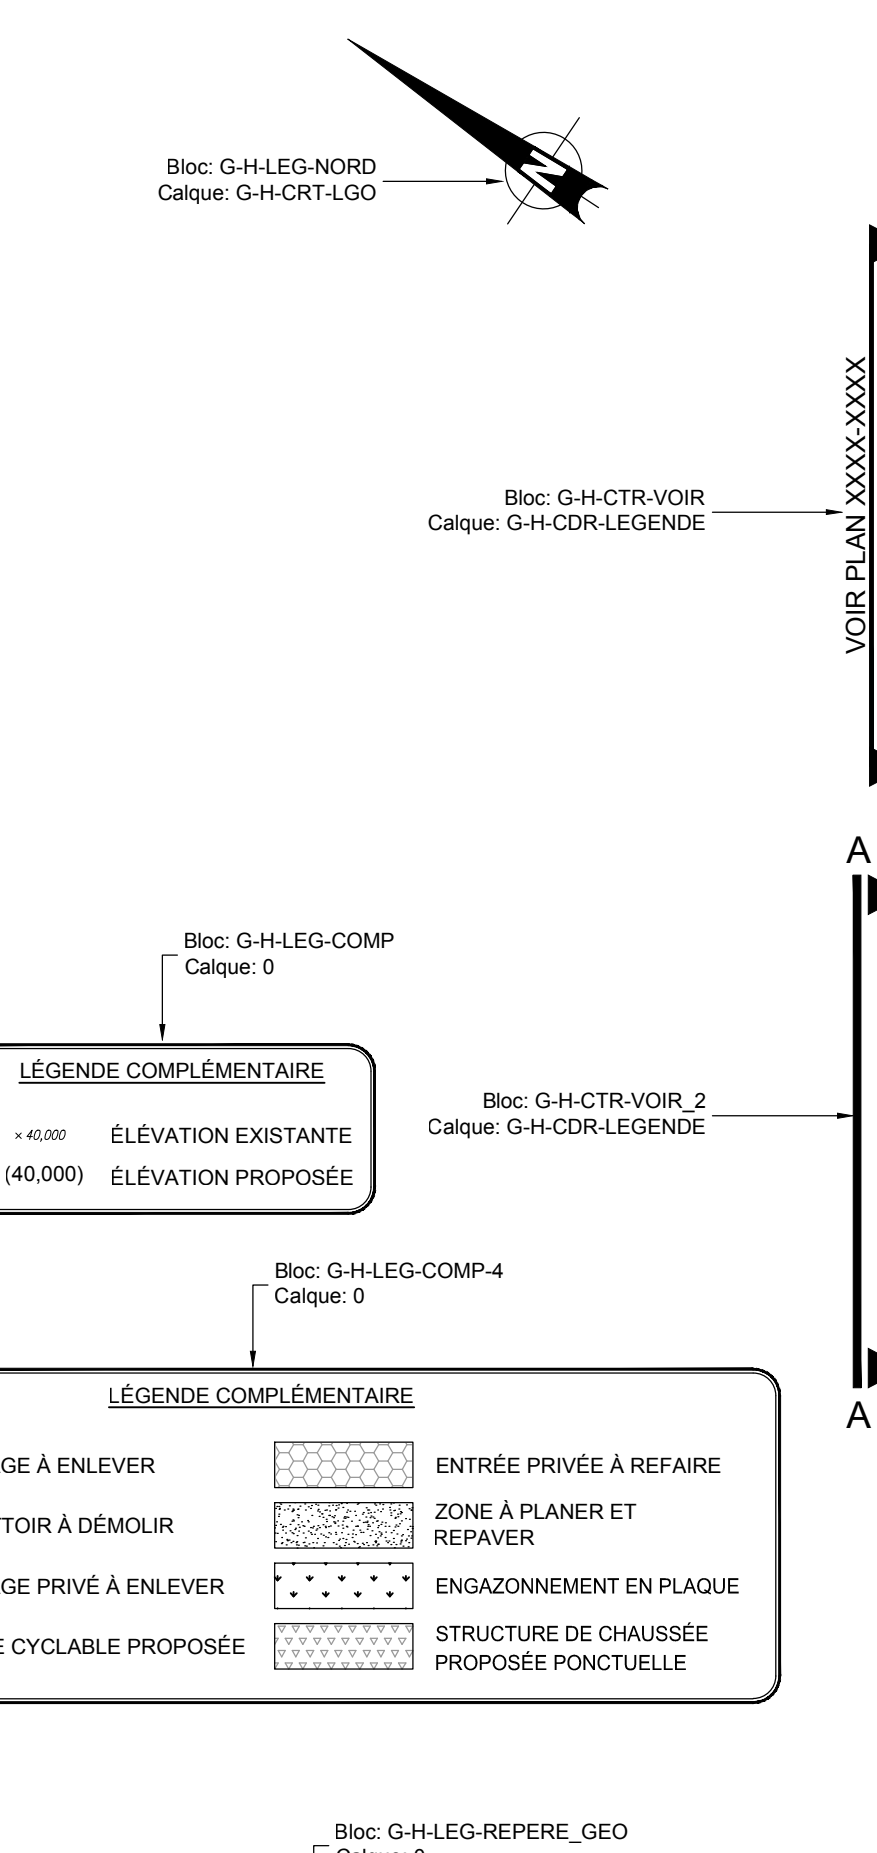 Bloc: G-H-LEG-NORD
Calque: G-H-CRT-LGO
N
VOIR PLAN XXXX-XXXX
Bloc: G-H-CTR-VOIR
Calque: G-H-CDR-LEGENDE
A
Bloc: G-H-LEG-COMP
Calque: 0
LÉGENDE COMPLÉMENTAIRE
× 40,000 ÉLÉVATION EXISTANTE
(40,000) ÉLÉVATION PROPOSÉE
Bloc: G-H-CTR-VOIR_2
Calque: G-H-CDR-LEGENDE
Bloc: G-H-LEG-COMP-4
Calque: 0
A
LÉGENDE COMPLÉMENTAIRE
GE À ENLEVER
ENTRÉE PRIVÉE À REFAIRE
TOIR À DÉMOLIR
ZONE À PLANER ET
REPAVER
GE PRIVÉ À ENLEVER
ENGAZONNEMENT EN PLAQUE
E CYCLABLE PROPOSÉE
STRUCTURE DE CHAUSSÉE
PROPOSÉE PONCTUELLE
Bloc: G-H-LEG-REPERE_GEO